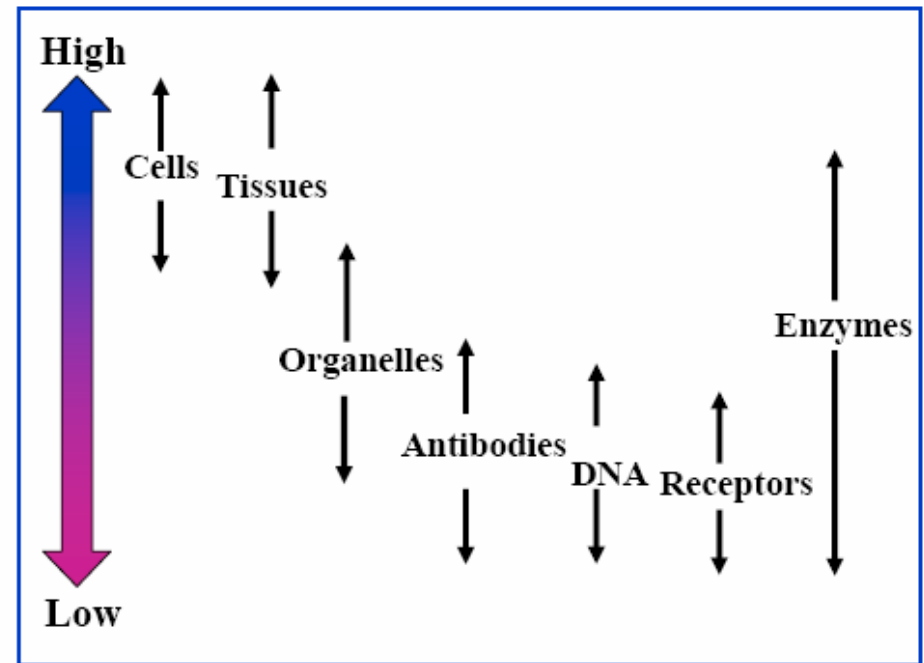 High
Cells
Tissues
Organelles
Antibodies
DNA
Receptors
Enzymes
Low